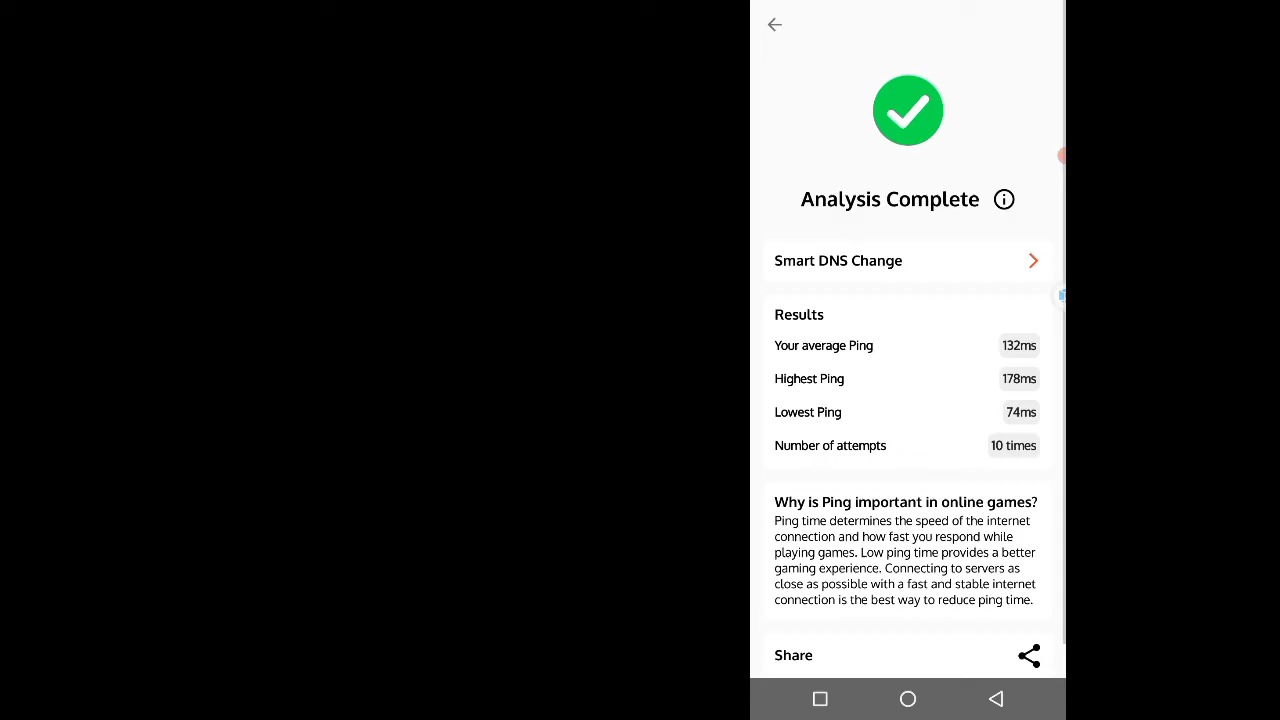 Analysis Complete
Smart DNS Change
Results
Your average Ping 132ms
Highest Ping 178ms
Lowest Ping 74ms
Number of attempts 10 times
Why is Ping important in online games?
Ping time determines the speed of the internet
connection and how fast you respond while
playing games. Low ping time provides a better
gaming experience. Connecting to servers as
close as possible with a fast and stable internet
connection is the best way to reduce ping time.
Share